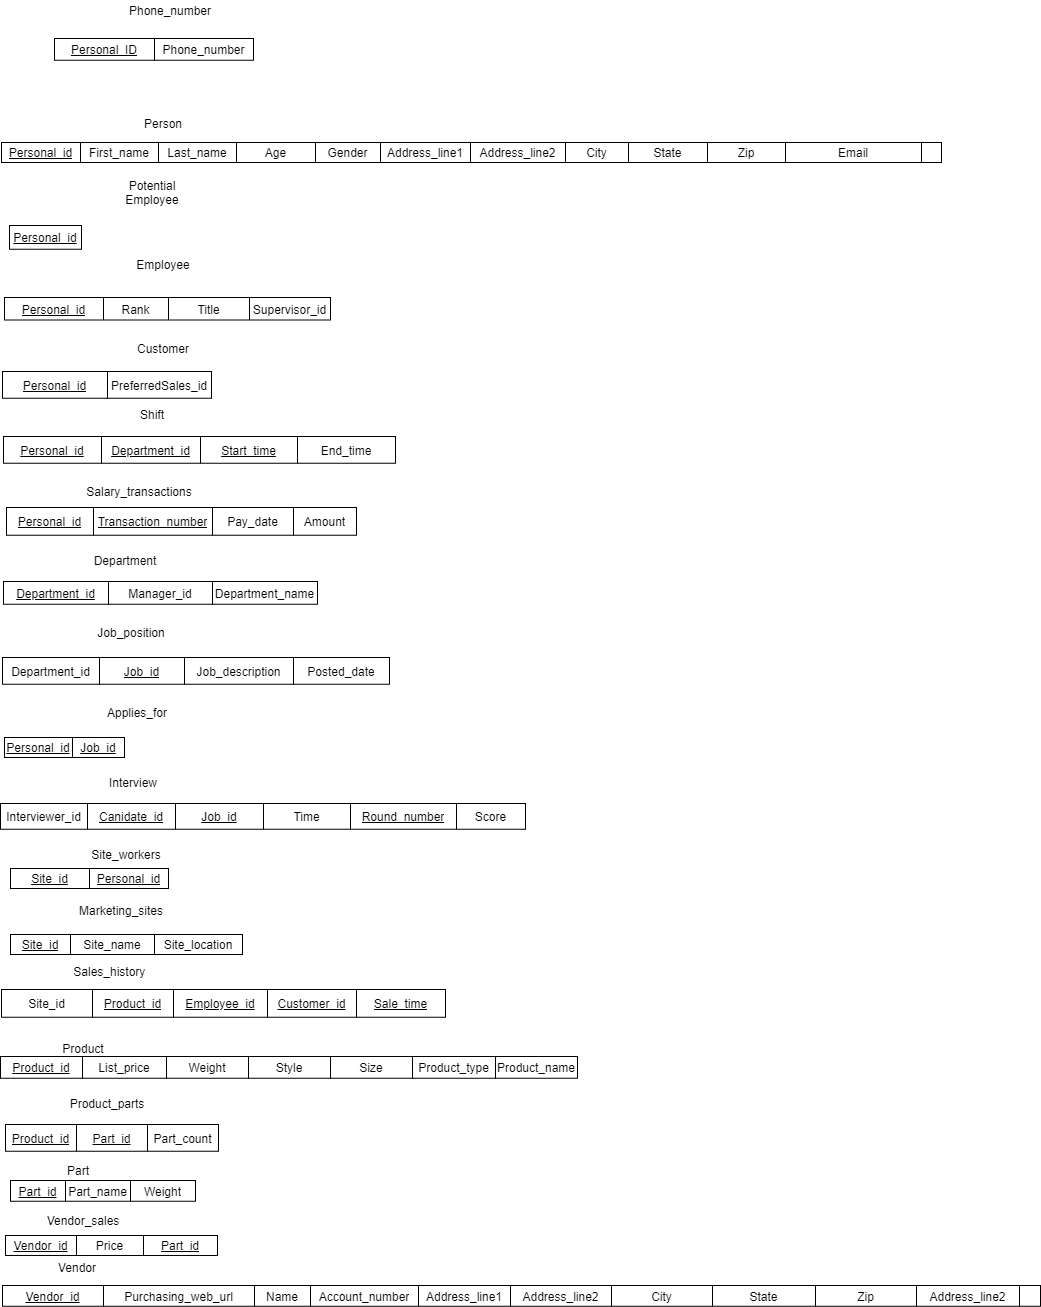 Phone_number
Personal_ID Phone_number
Person
Personal_id First_name Last_name Age Gender Address_line1 Address_line2 City State Zip Email
Potential
Employee
Personal_id
Employee
Personal_id Rank Title Supervisor_id
Customer
Personal_id PreferredSales_id
Shift
Personal_id Department_id Start_time End_time
Salary_transactions
Personal_id Transaction_number Pay_date Amount
Department
Department_id Manager_id Department_name
Job_position
Department_id Job_id Job_description Posted_date
Applies_for
Personal_id Job_id
Interview
Interviewer_id Canidate_id Job_id Time Round_number Score
Site_workers
Site_id Personal_id
Marketing_sites
Site_id Site_name Site_location
Sales_history
Site_id Product_id Employee_id Customer_id Sale_time
Product
Product_id List_price Weight Style Size Product_type Product_name
Product_parts
Product_id Part_id Part_count
Part
Part_id Part_name Weight
Vendor_sales
Vendor_id Price Part_id
Vendor
Vendor_id Purchasing_web_url Name Account_number Address_line1 Address_line2 City State Zip Address_line2